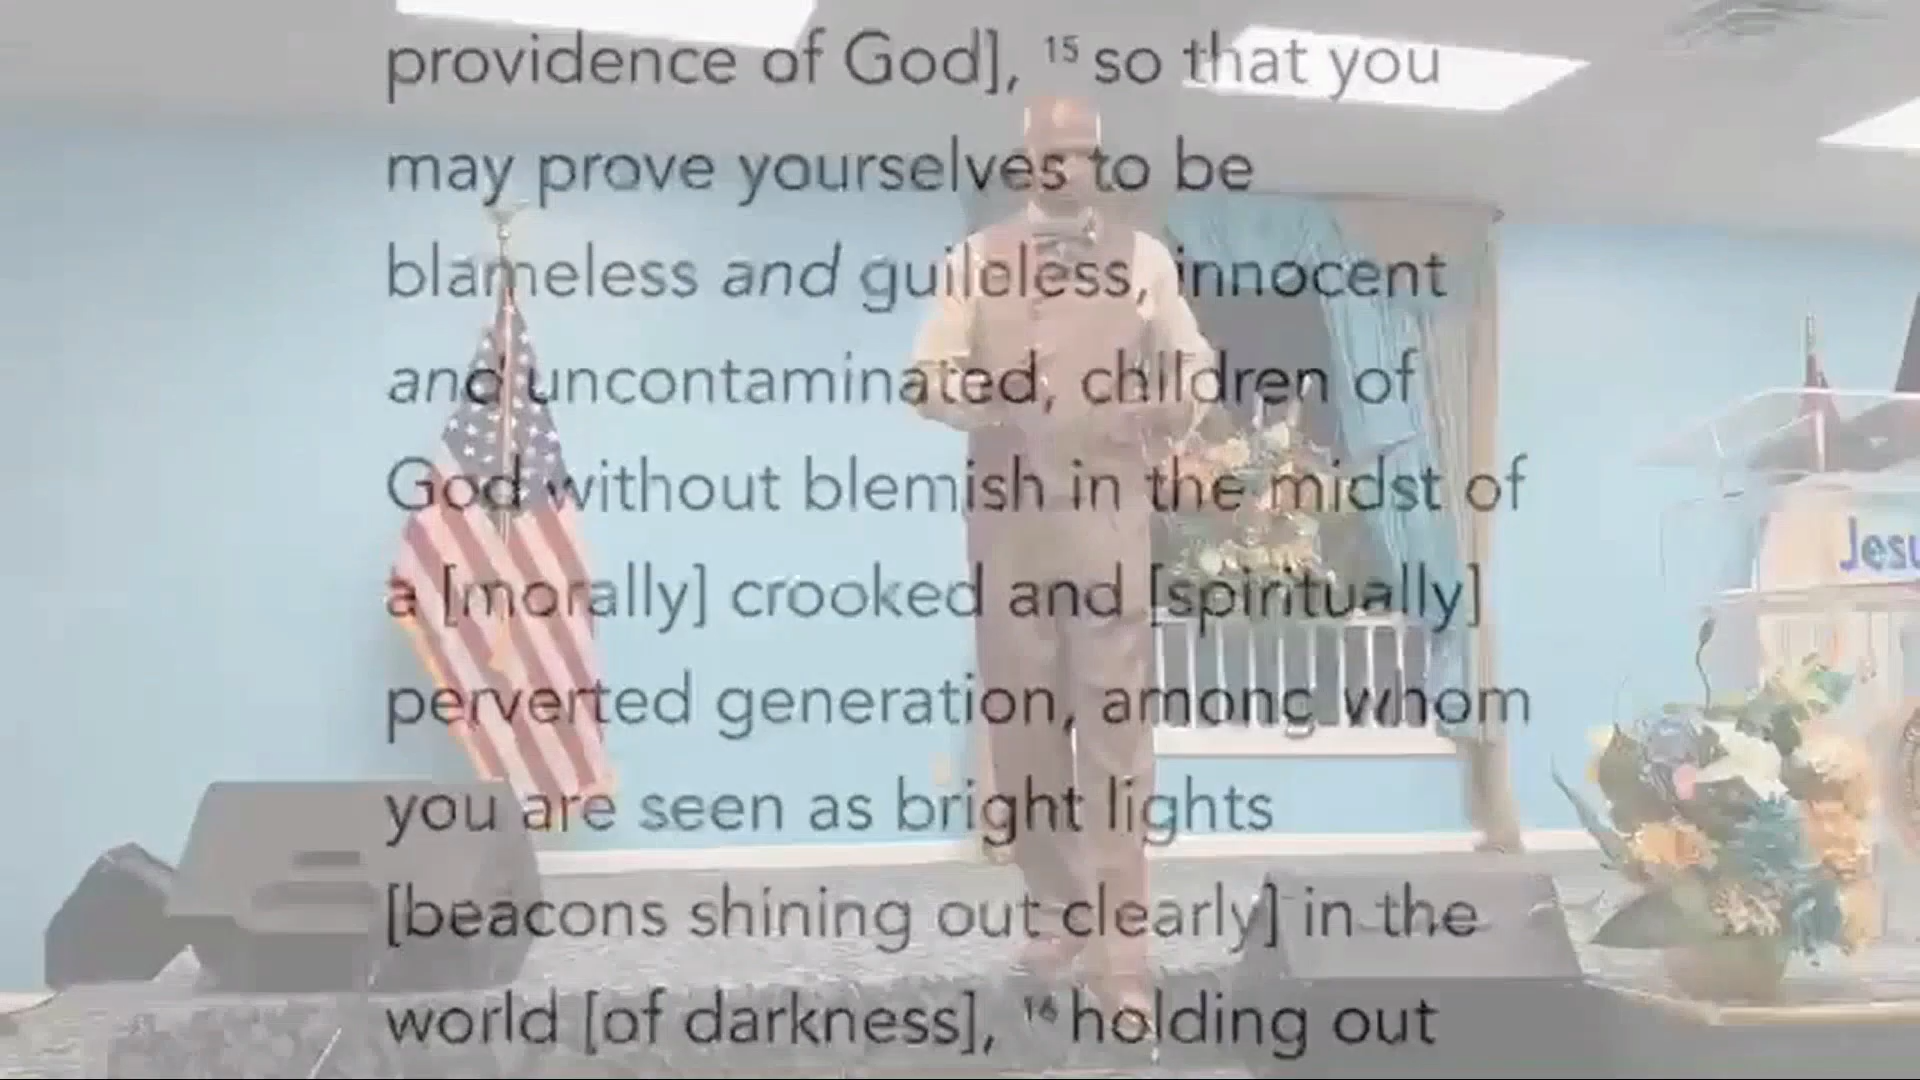 providence of God], ¹⁵ so that you
may prove yourselves to be
blameless and guileless, innocent
and uncontaminated, children of
God without blemish in the midst of
a [morally] crooked and [spiritually]
perverted generation, among whom
you are seen as bright lights
[beacons shining out clearly] in the
world [of darkness], ¹⁶ holding out
Jesu